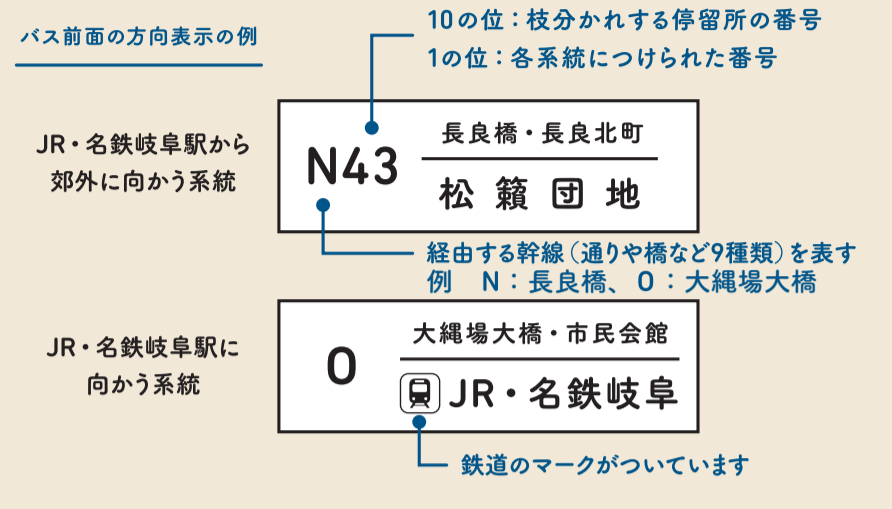 バス前面の方向表示の例
10の位：枝分かれする停留所の番号
1の位：各系統につけられた番号
JR・名鉄岐阜駅から
郊外に向かう系統
N43
長良橋・長良北町
松籟団地
経由する幹線（通りや橋など9種類）を表す
例　N：長良橋、O：大縄場大橋
JR・名鉄岐阜駅に
向かう系統
O
大縄場大橋・市民会館
JR・名鉄岐阜
鉄道のマークがついています